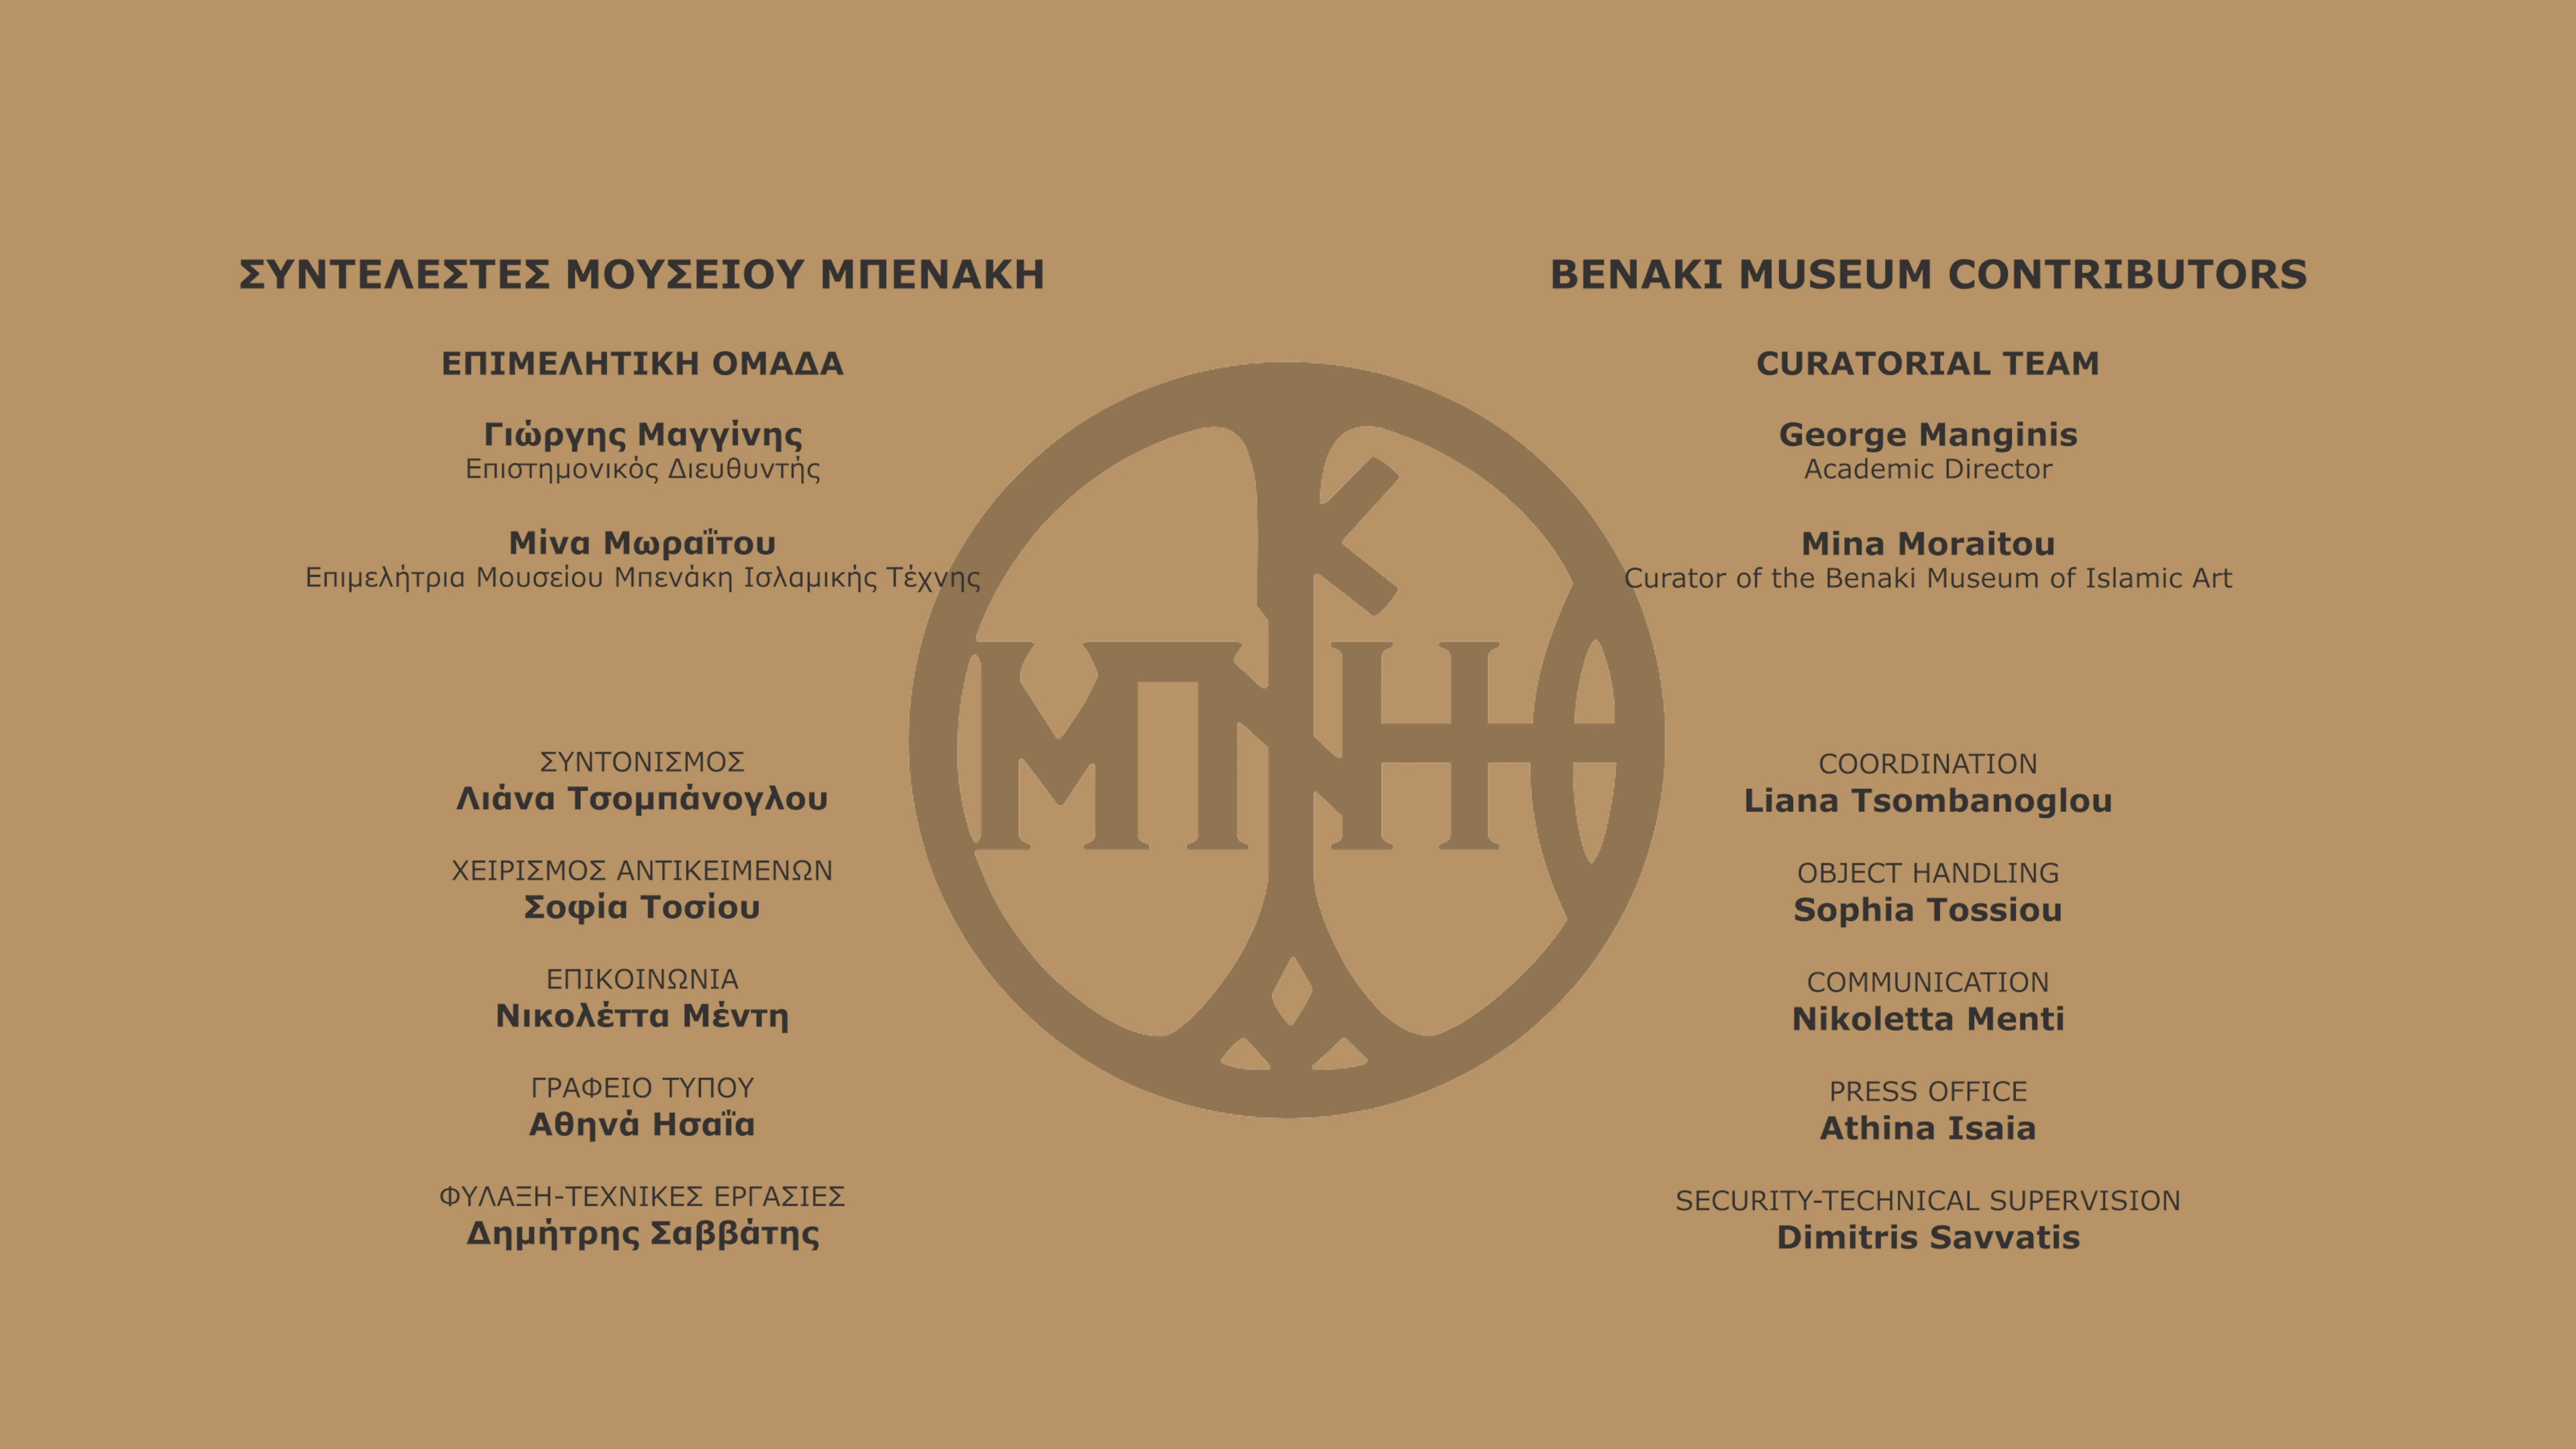 ΣΥΝΤΕΛΕΣΤΕΣ ΜΟΥΣΕΙΟΥ ΜΠΕΝΑΚΗ
ΕΠΙΜΕΛΗΤΙΚΗ ΟΜΑΔΑ
Γιώργης Μαγγίνης
Επιστημονικός Διευθυντής
Μίνα Μωραΐτου
Επιμελήτρια Μουσείου Μπενάκη Ισλαμικής Τέχνης
ΣΥΝΤΟΝΙΣΜΟΣ
Λιάνα Τσομπάνογλου
ΧΕΙΡΙΣΜΟΣ ΑΝΤΙΚΕΙΜΕΝΩΝ
Σοφία Τοσίου
ΕΠΙΚΟΙΝΩΝΙΑ
Νικολέττα Μέντη
ΓΡΑΦΕΙΟ ΤΥΠΟΥ
Αθηνά Ησαΐα
ΦΥΛΑΞΗ-ΤΕΧΝΙΚΕΣ ΕΡΓΑΣΙΕΣ
Δημήτρης Σαββάτης
BENAKI MUSEUM CONTRIBUTORS
CURATORIAL TEAM
George Manginis
Academic Director
Mina Moraitou
Curator of the Benaki Museum of Islamic Art
COORDINATION
Liana Tsombanoglou
OBJECT HANDLING
Sophia Tossiou
COMMUNICATION
Nikoletta Menti
PRESS OFFICE
Athina Isaia
SECURITY-TECHNICAL SUPERVISION
Dimitris Savvatis